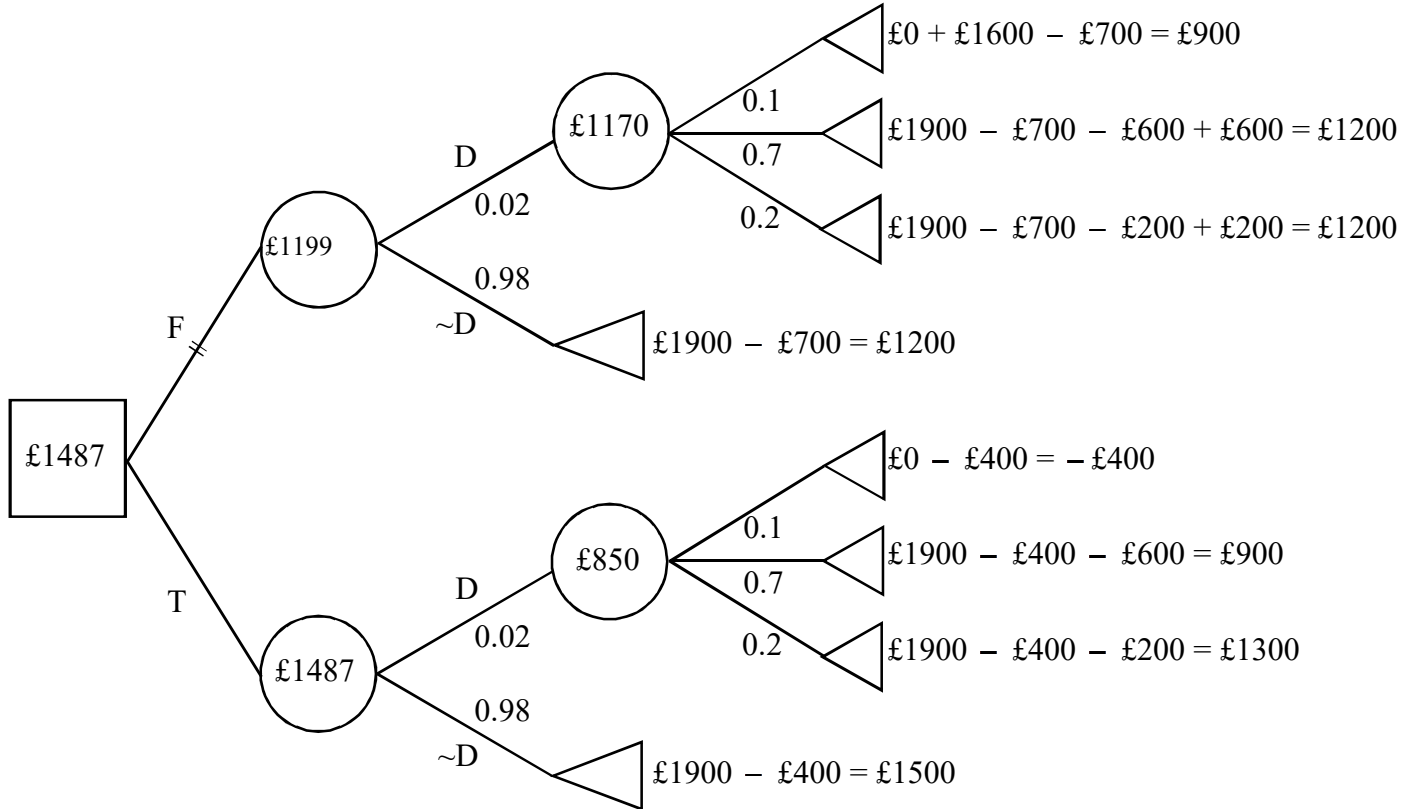 £0 + £1600 – £700 = £900
0.1
£1170
£1900 – £700 – £600 + £600 = £1200
0.7
D
0.02
0.2
£1900 – £700 – £200 + £200 = £1200
£1199
0.98
~D
£1900 – £700 = £1200
F
£1487
£0 – £400 = – £400
0.1
£850
£1900 – £400 – £600 = £900
0.7
D
0.02
0.2
£1900 – £400 – £200 = £1300
T
£1487
0.98
~D
£1900 – £400 = £1500